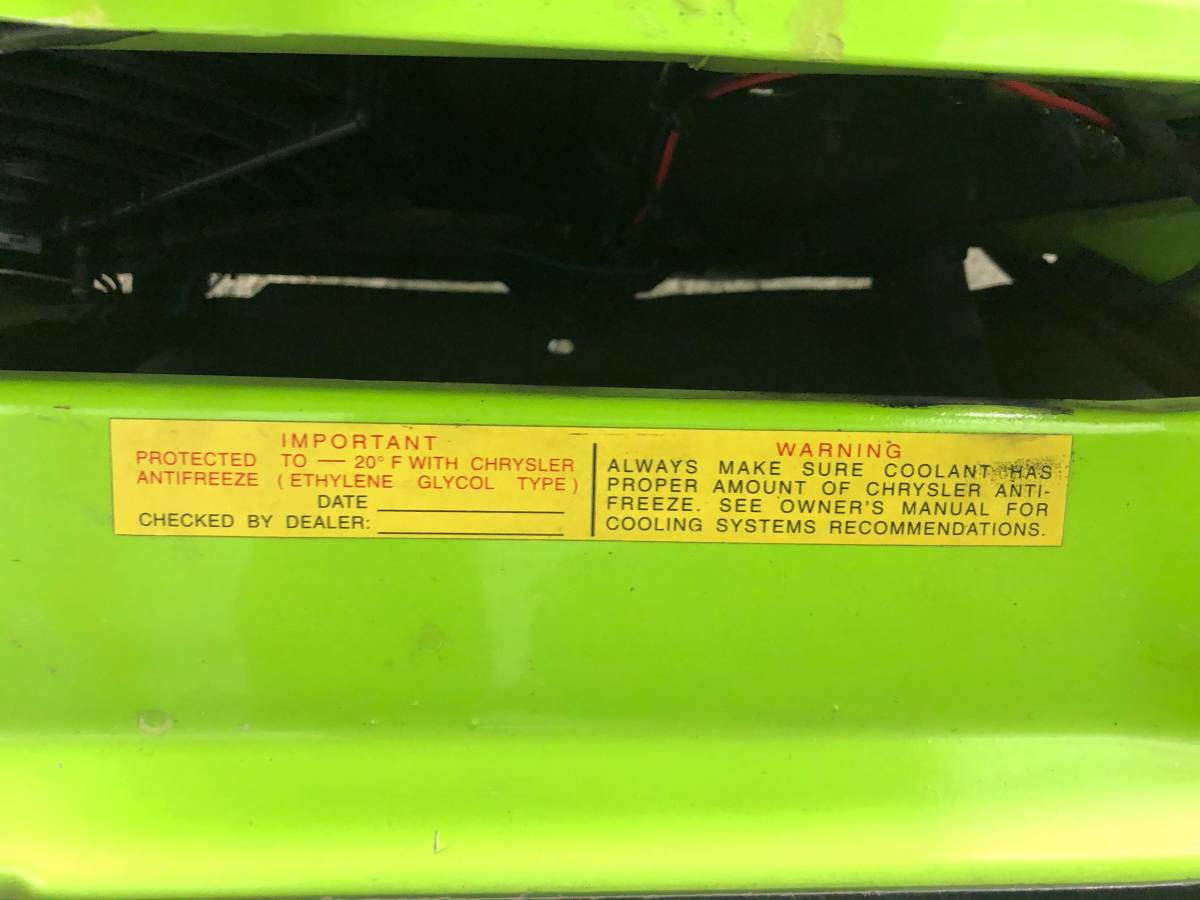 IMPORTANT
PROTECTED TO — 20° F WITH CHRYSLER
ANTIFREEZE (ETHYLENE GLYCOL TYPE)
DATE
CHECKED BY DEALER:
WARNING
ALWAYS MAKE SURE COOLANT HAS
PROPER AMOUNT OF CHRYSLER ANTI-
FREEZE. SEE OWNER'S MANUAL FOR
COOLING SYSTEMS RECOMMENDATIONS.